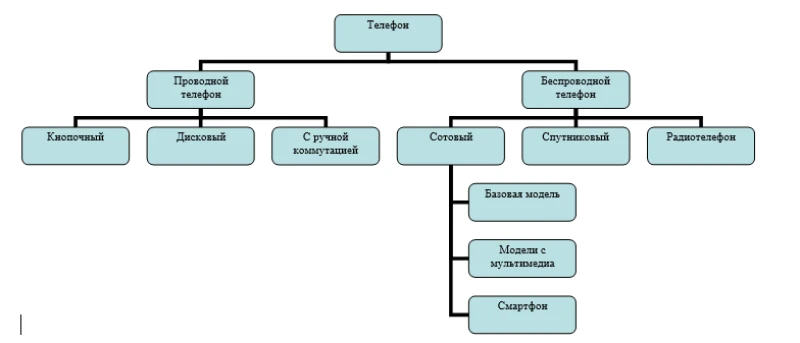 Телефон
Проводной
телефон
Беспроводной
телефон
Кнопочный
Дисковый
С ручной
коммутацией
Сотовый
Спутниковый
Радиотелефон
Базовая модель
Модели с
мультимедиа
Смартфон